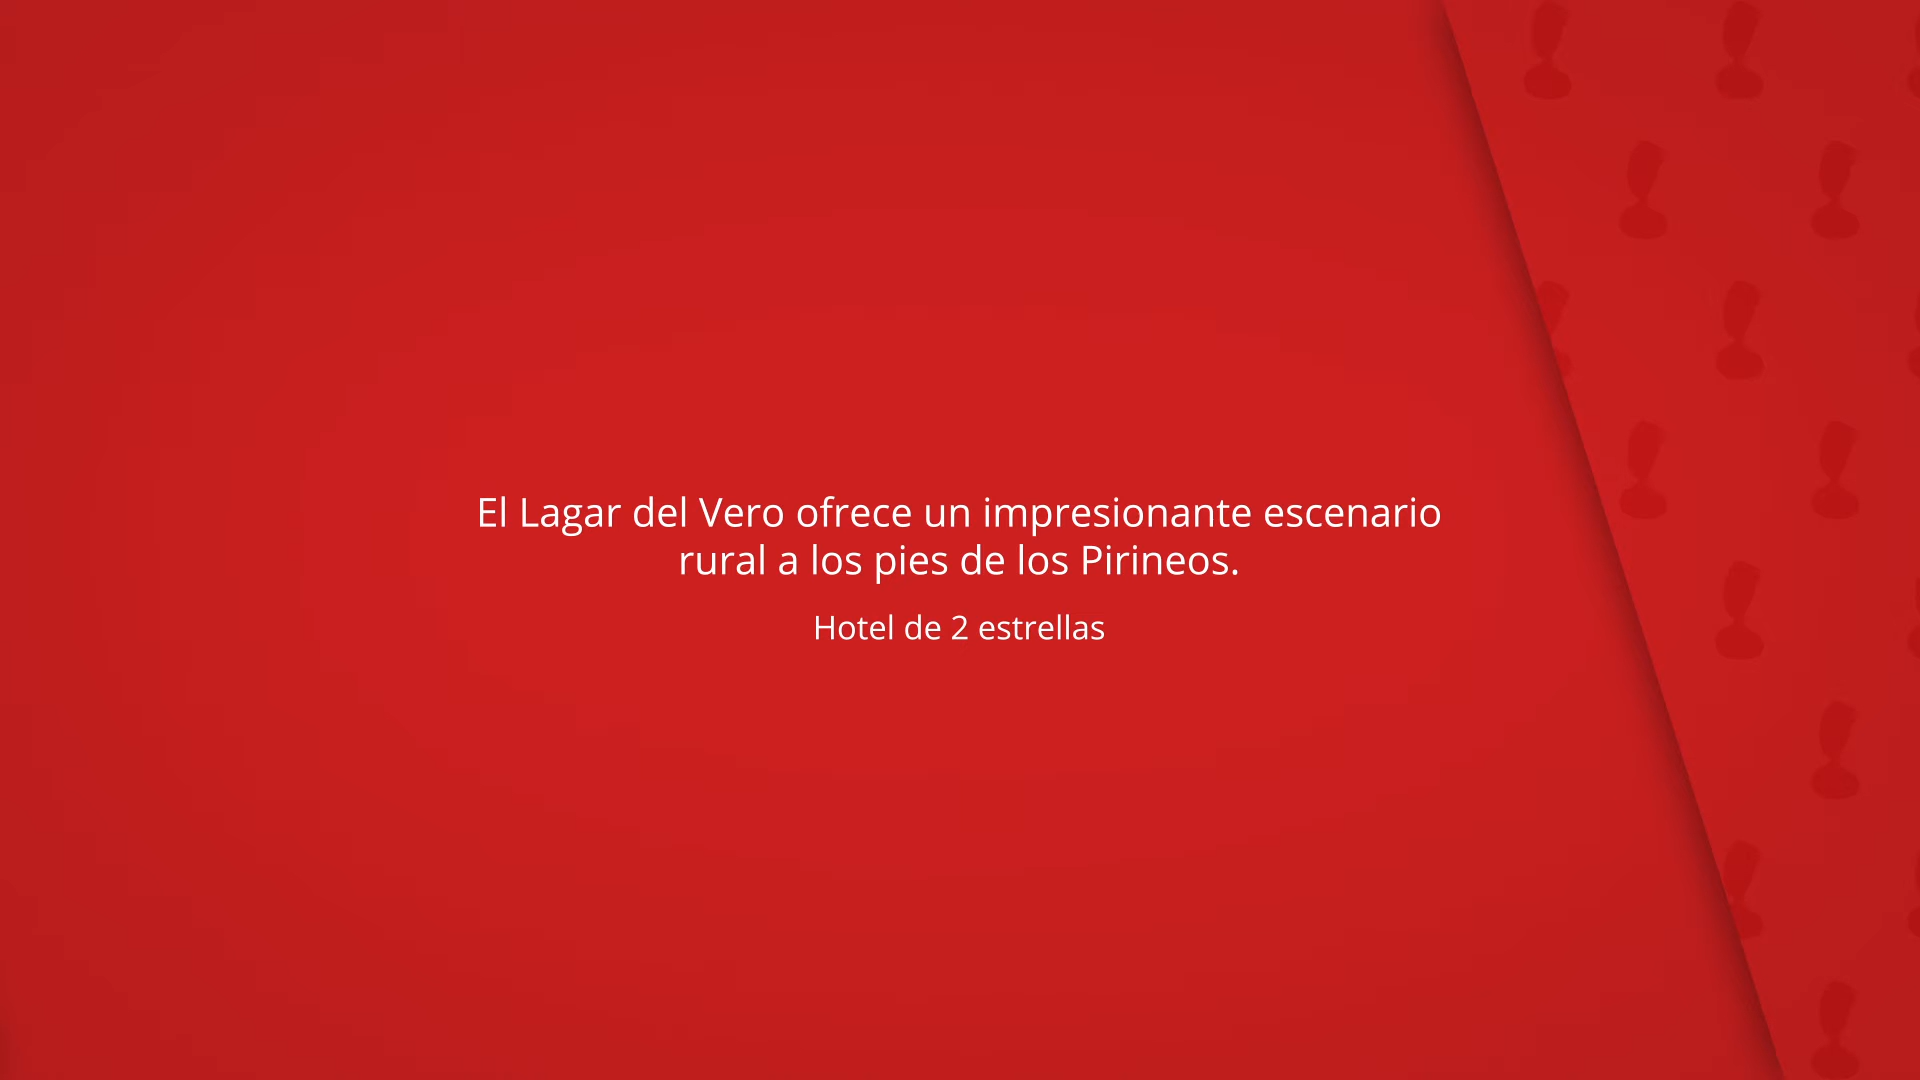 El Lagar del Vero ofrece un impresionante escenario
rural a los pies de los Pirineos.
Hotel de 2 estrellas